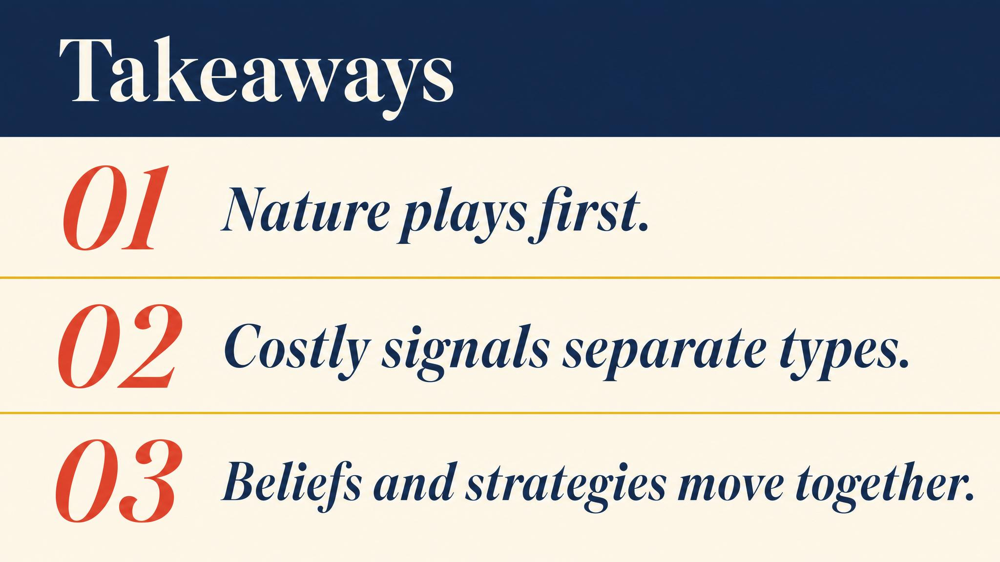 Takeaways
01 Nature plays first.
02 Costly signals separate types.
03 Beliefs and strategies move together.